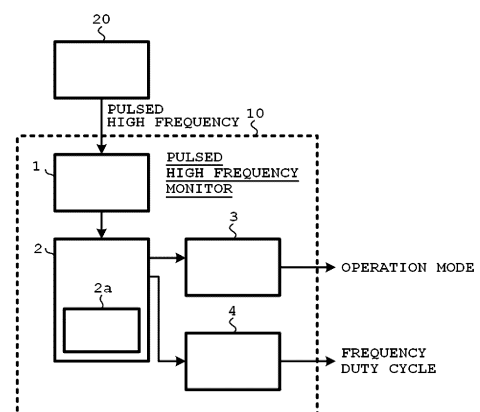 20
PULSED
HIGH FREQUENCY
10
1
PULSED
HIGH FREQUENCY
MONITOR
2
3
OPERATION MODE
2a
4
FREQUENCY
DUTY CYCLE